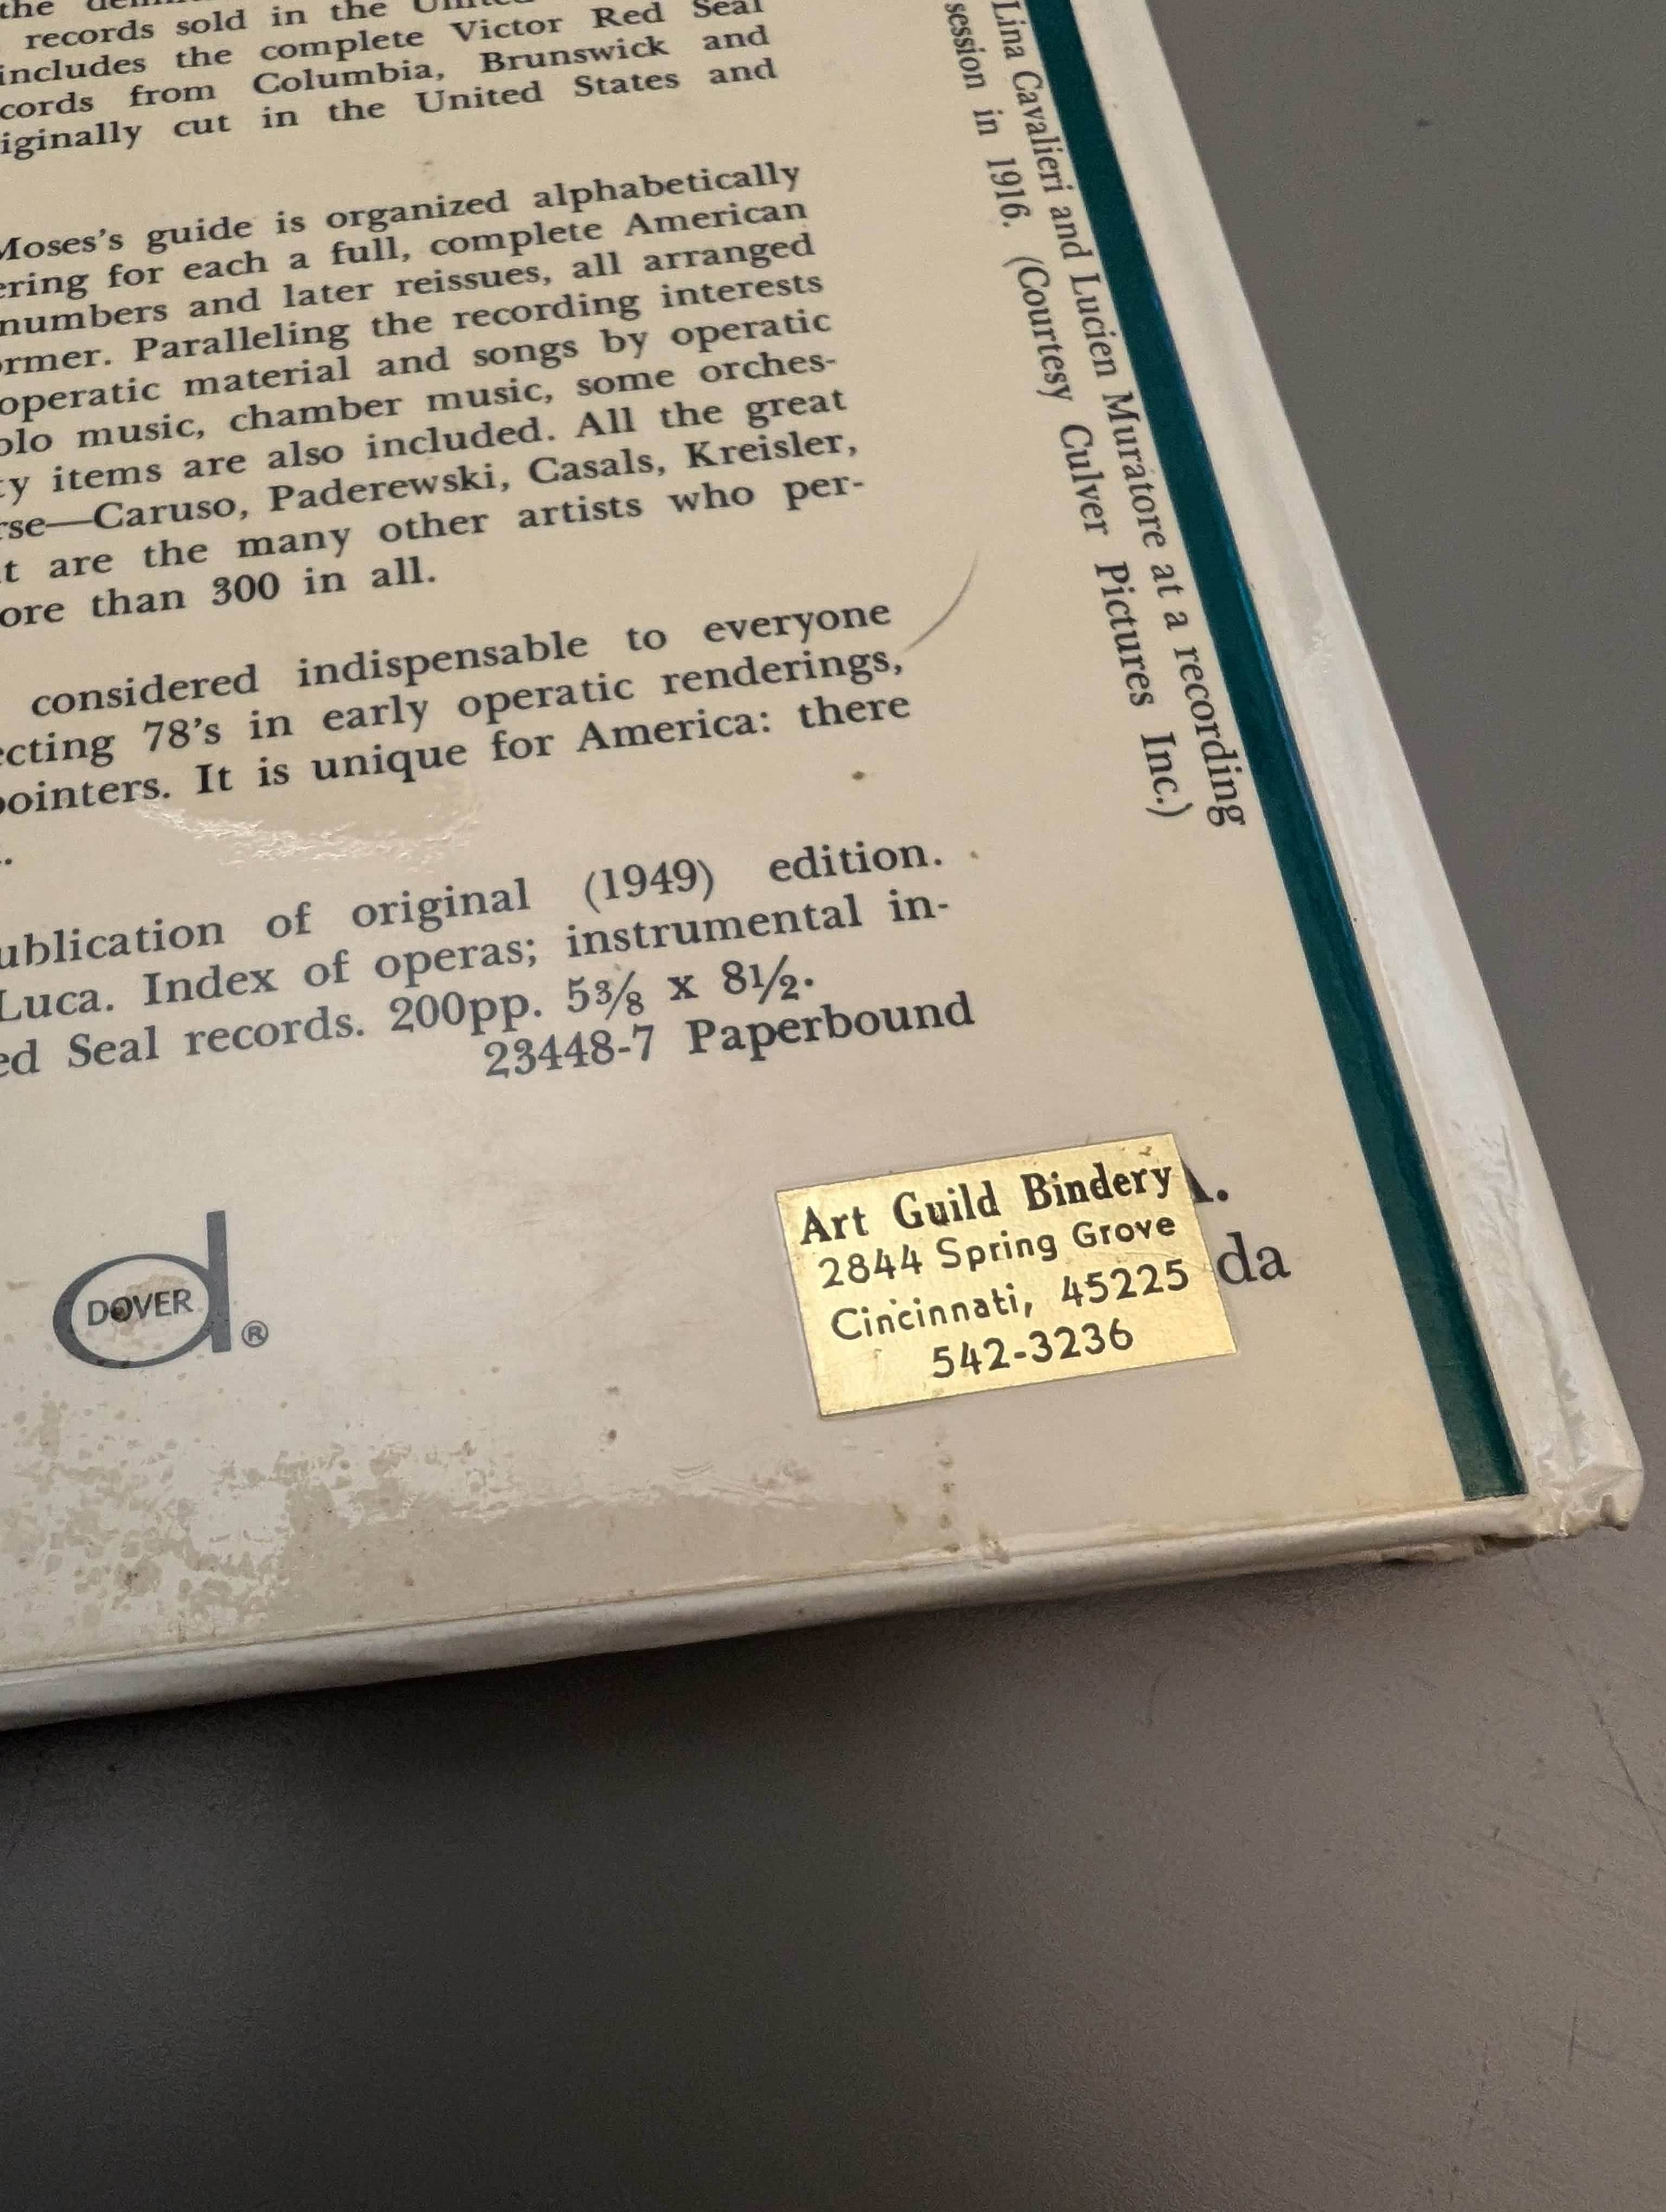 the
records sold in the
includes the complete Victor Red Seal
cords from Columbia, Brunswick and
iginally cut in the United States and
Moses's guide is organized alphabetically
ering for each a full, complete American
numbers and later reissues, all arranged
ormer. Paralleling the recording interests
operatic material and songs by operatic
olo music, chamber music, some orches-
ty items are also included. All the great
rse—Caruso, Paderewski, Casals, Kreisler,
t are the many other artists who per-
ore than 300 in all.
considered indispensable to everyone
ecting 78's in early operatic renderings,
pointers. It is unique for America: there
ublication of original (1949) edition.
Luca. Index of operas; instrumental in-
ed Seal records. 200pp. 5⅜ x 8½.
23448-7 Paperbound
Lina Cavalieri and Lucien Muratore at a recording
session in 1916. (Courtesy Culver Pictures Inc.)
d
DOVER
®
Art Guild Bindery
2844 Spring Grove
Cincinnati, 45225
542-3236
da